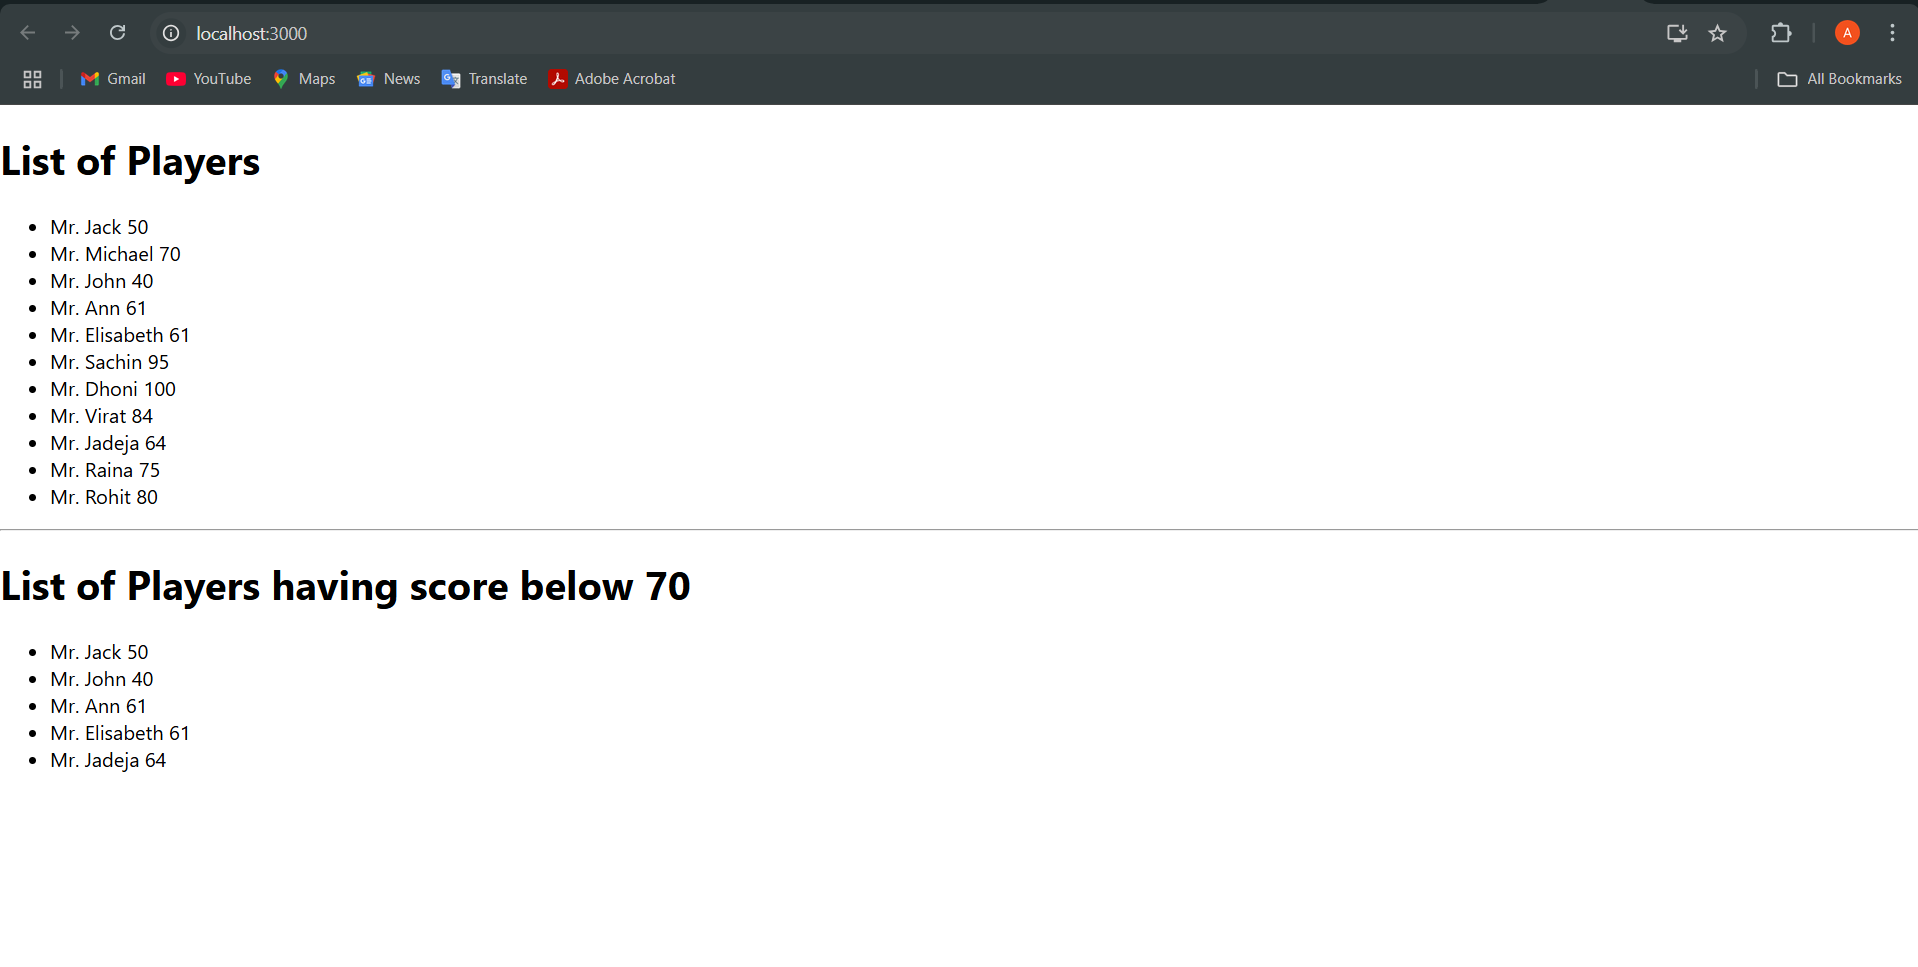 localhost:3000
A
Gmail YouTube Maps News Translate Adobe Acrobat All Bookmarks
List of Players
Mr. Jack 50
Mr. Michael 70
Mr. John 40
Mr. Ann 61
Mr. Elisabeth 61
Mr. Sachin 95
Mr. Dhoni 100
Mr. Virat 84
Mr. Jadeja 64
Mr. Raina 75
Mr. Rohit 80
List of Players having score below 70
Mr. Jack 50
Mr. John 40
Mr. Ann 61
Mr. Elisabeth 61
Mr. Jadeja 64